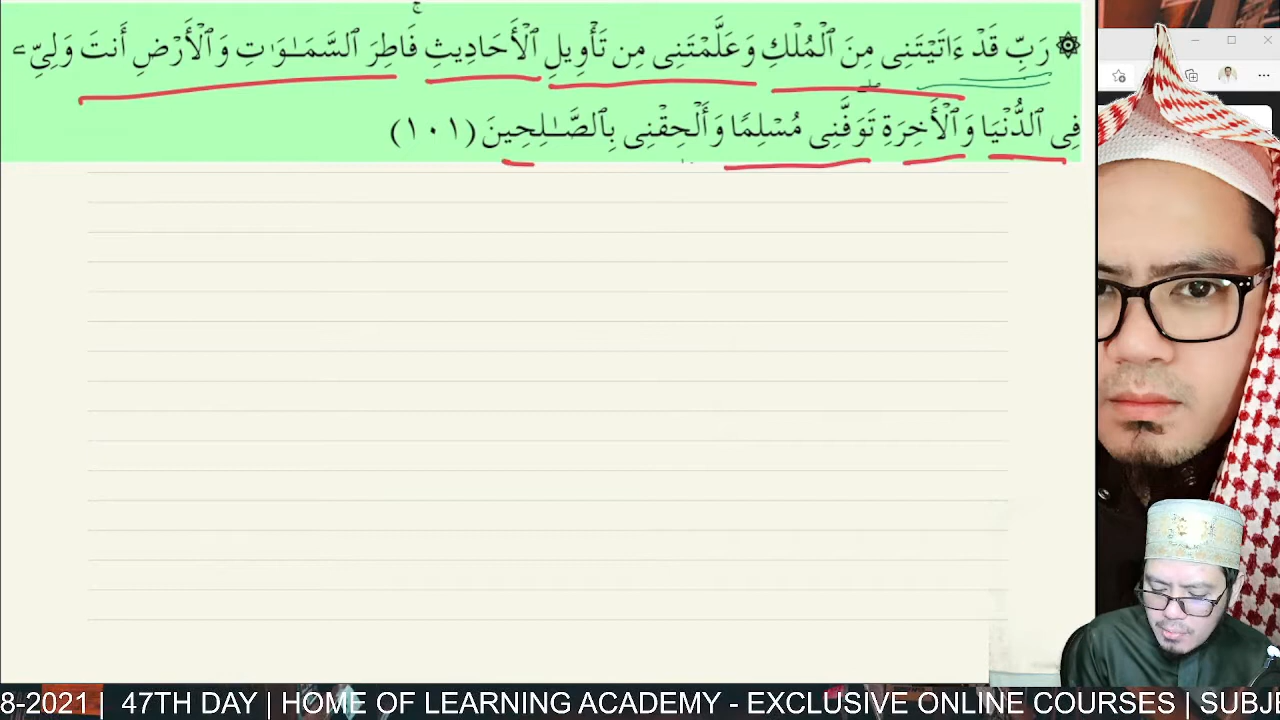 ۞ رَبِّ قَدْ ءَاتَيْتَنِى مِنَ ٱلْمُلْكِ وَعَلَّمْتَنِى مِن تَأْوِيلِ ٱلْأَحَادِيثِ ۚ فَاطِرَ ٱلسَّمَـٰوَٰتِ وَٱلْأَرْضِ أَنتَ وَلِىِّۦ
فِى ٱلدُّنْيَا وَٱلْأَخِرَةِ ۖ تَوَفَّنِى مُسْلِمًا وَأَلْحِقْنِى بِٱلصَّـٰلِحِينَ (١٠١)
8-2021 | 47TH DAY | HOME OF LEARNING ACADEMY - EXCLUSIVE ONLINE COURSES | SUBJE